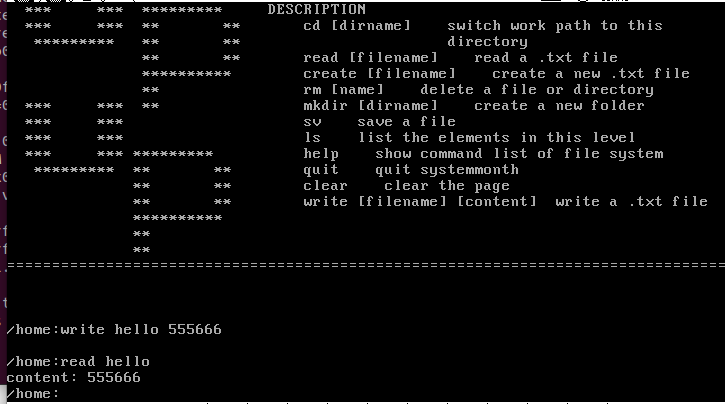 ***      ***  *********     DESCRIPTION
***      ***  **       **          cd [dirname]    switch work path to this
 *********   **       **                          directory
             **       **          read [filename]    read a .txt file
             **********           create [filename]    create a new .txt file
             **                   rm [name]    delete a file or directory
***      ***  **                   mkdir [dirname]    create a new folder
***      ***                       sv    save a file
***      ***                       ls    list the elements in this level
***      *** *********             help    show command list of file system
 *********  **       **           quit    quit systemmonth
            **       **           clear    clear the page
            **       **           write [filename] [content]  write a .txt file
            **********
            **
            **
================================================================================
/home:write hello 555666
/home:read hello
content: 555666
/home: